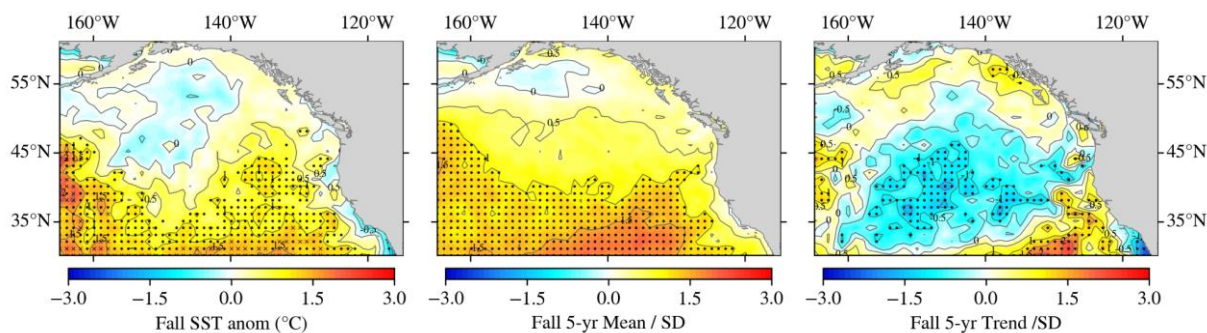 160°W 140°W 120°W 160°W 140°W 120°W 160°W 140°W 120°W
55°N 55°N
45°N 45°N
35°N 35°N
−3.0 −1.5 0.0 1.5 3.0 −3.0 −1.5 0.0 1.5 3.0 −3.0 −1.5 0.0 1.5 3.0
Fall SST anom (°C) Fall 5-yr Mean / SD Fall 5-yr Trend /SD